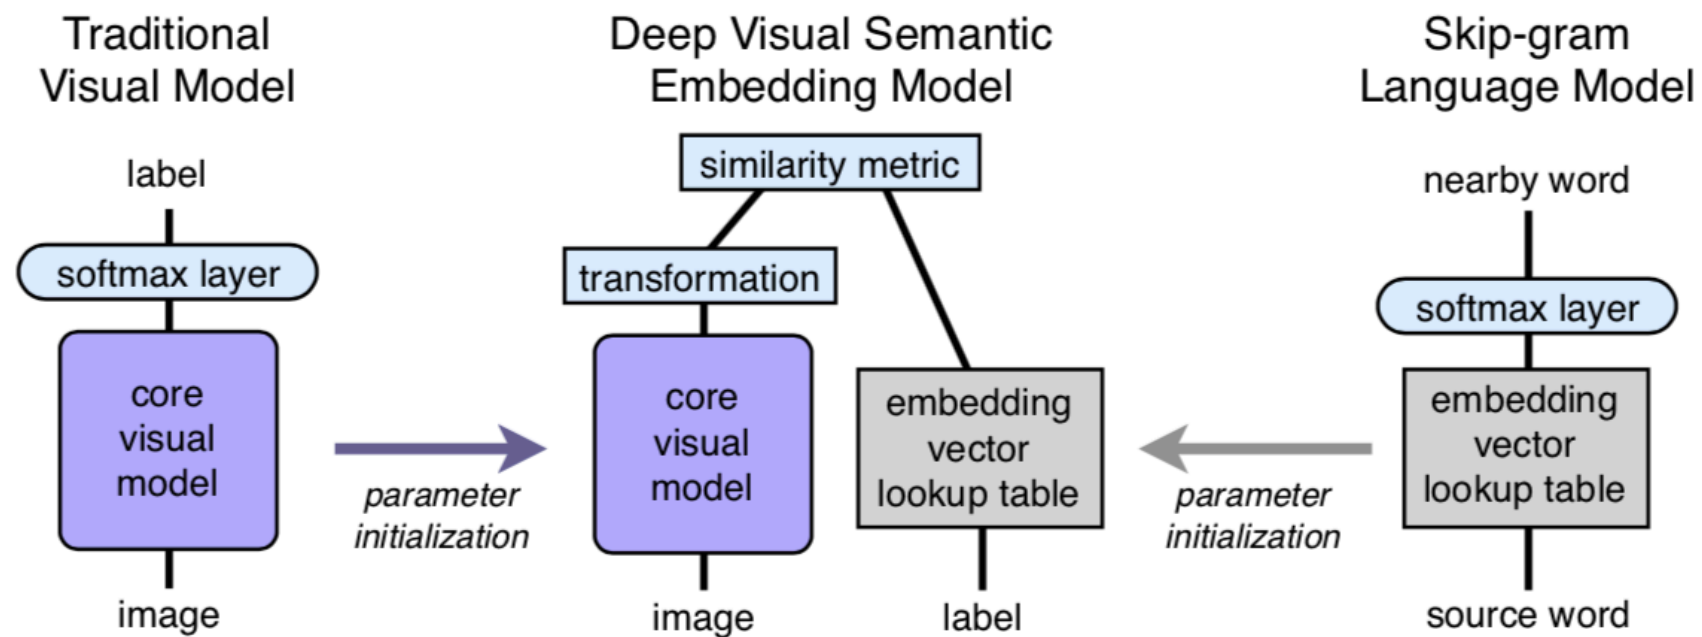 Traditional
Visual Model
label
softmax layer
core
visual
model
image
parameter
initialization
Deep Visual Semantic
Embedding Model
similarity metric
transformation
core
visual
model
image
embedding
vector
lookup table
label
parameter
initialization
Skip-gram
Language Model
nearby word
softmax layer
embedding
vector
lookup table
source word